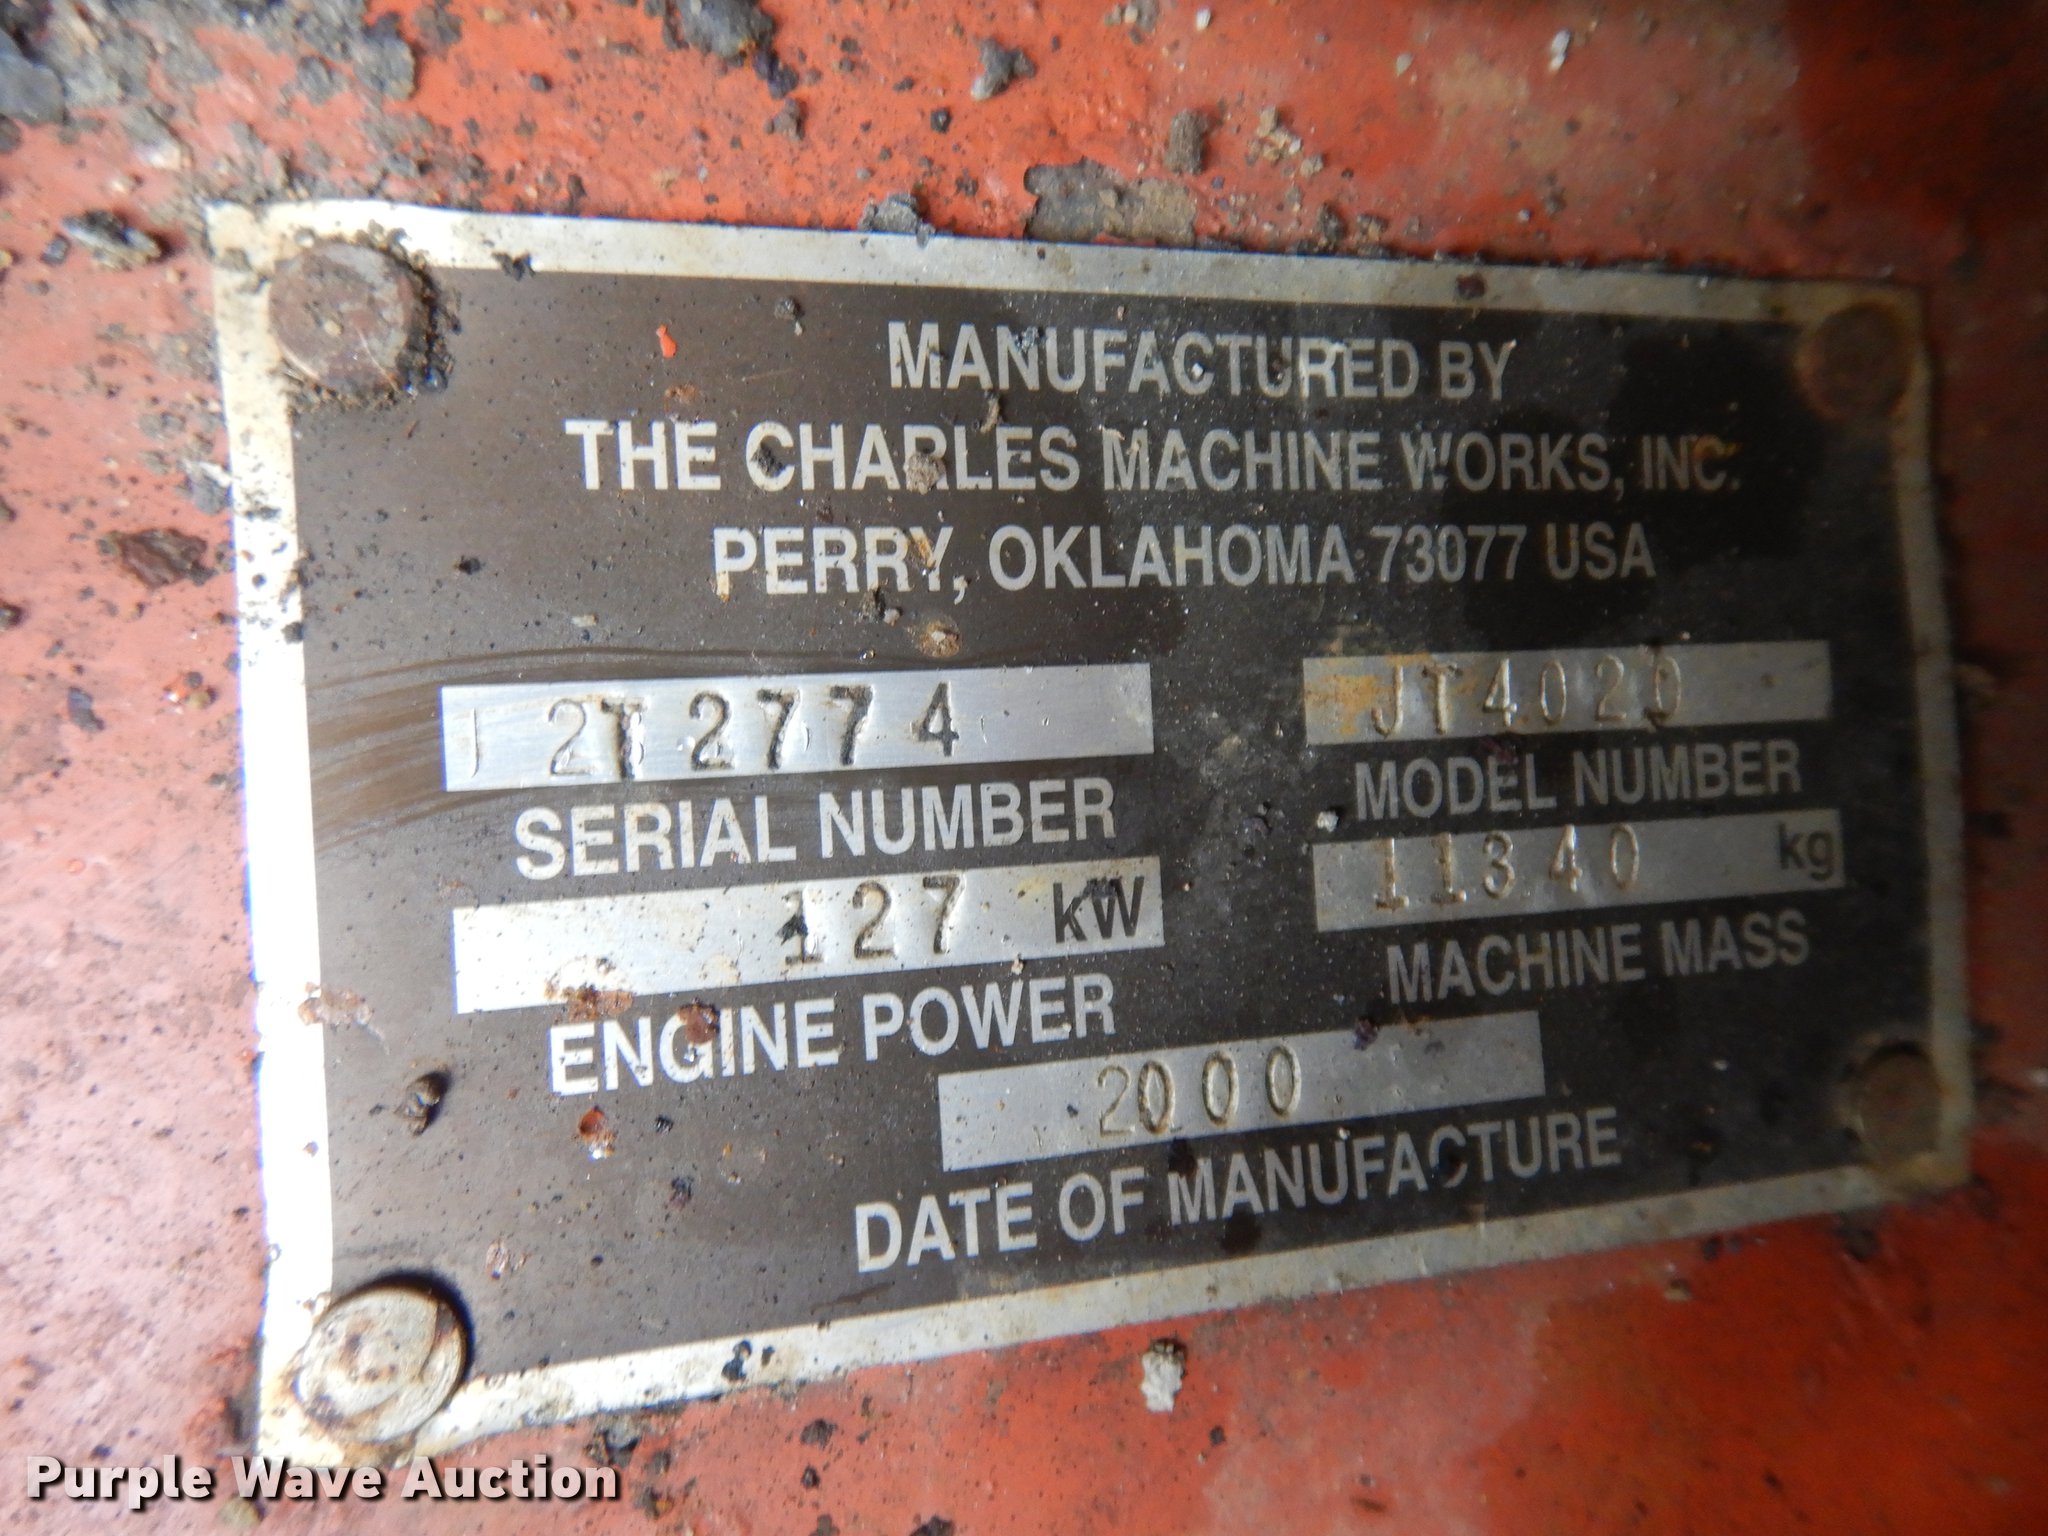 MANUFACTURED BY
THE CHARLES MACHINE WORKS, INC.
PERRY, OKLAHOMA 73077 USA
2T2774
SERIAL NUMBER
JT4020
MODEL NUMBER
127 kW
ENGINE POWER
11340 kg
MACHINE MASS
2000
DATE OF MANUFACTURE
Purple Wave Auction